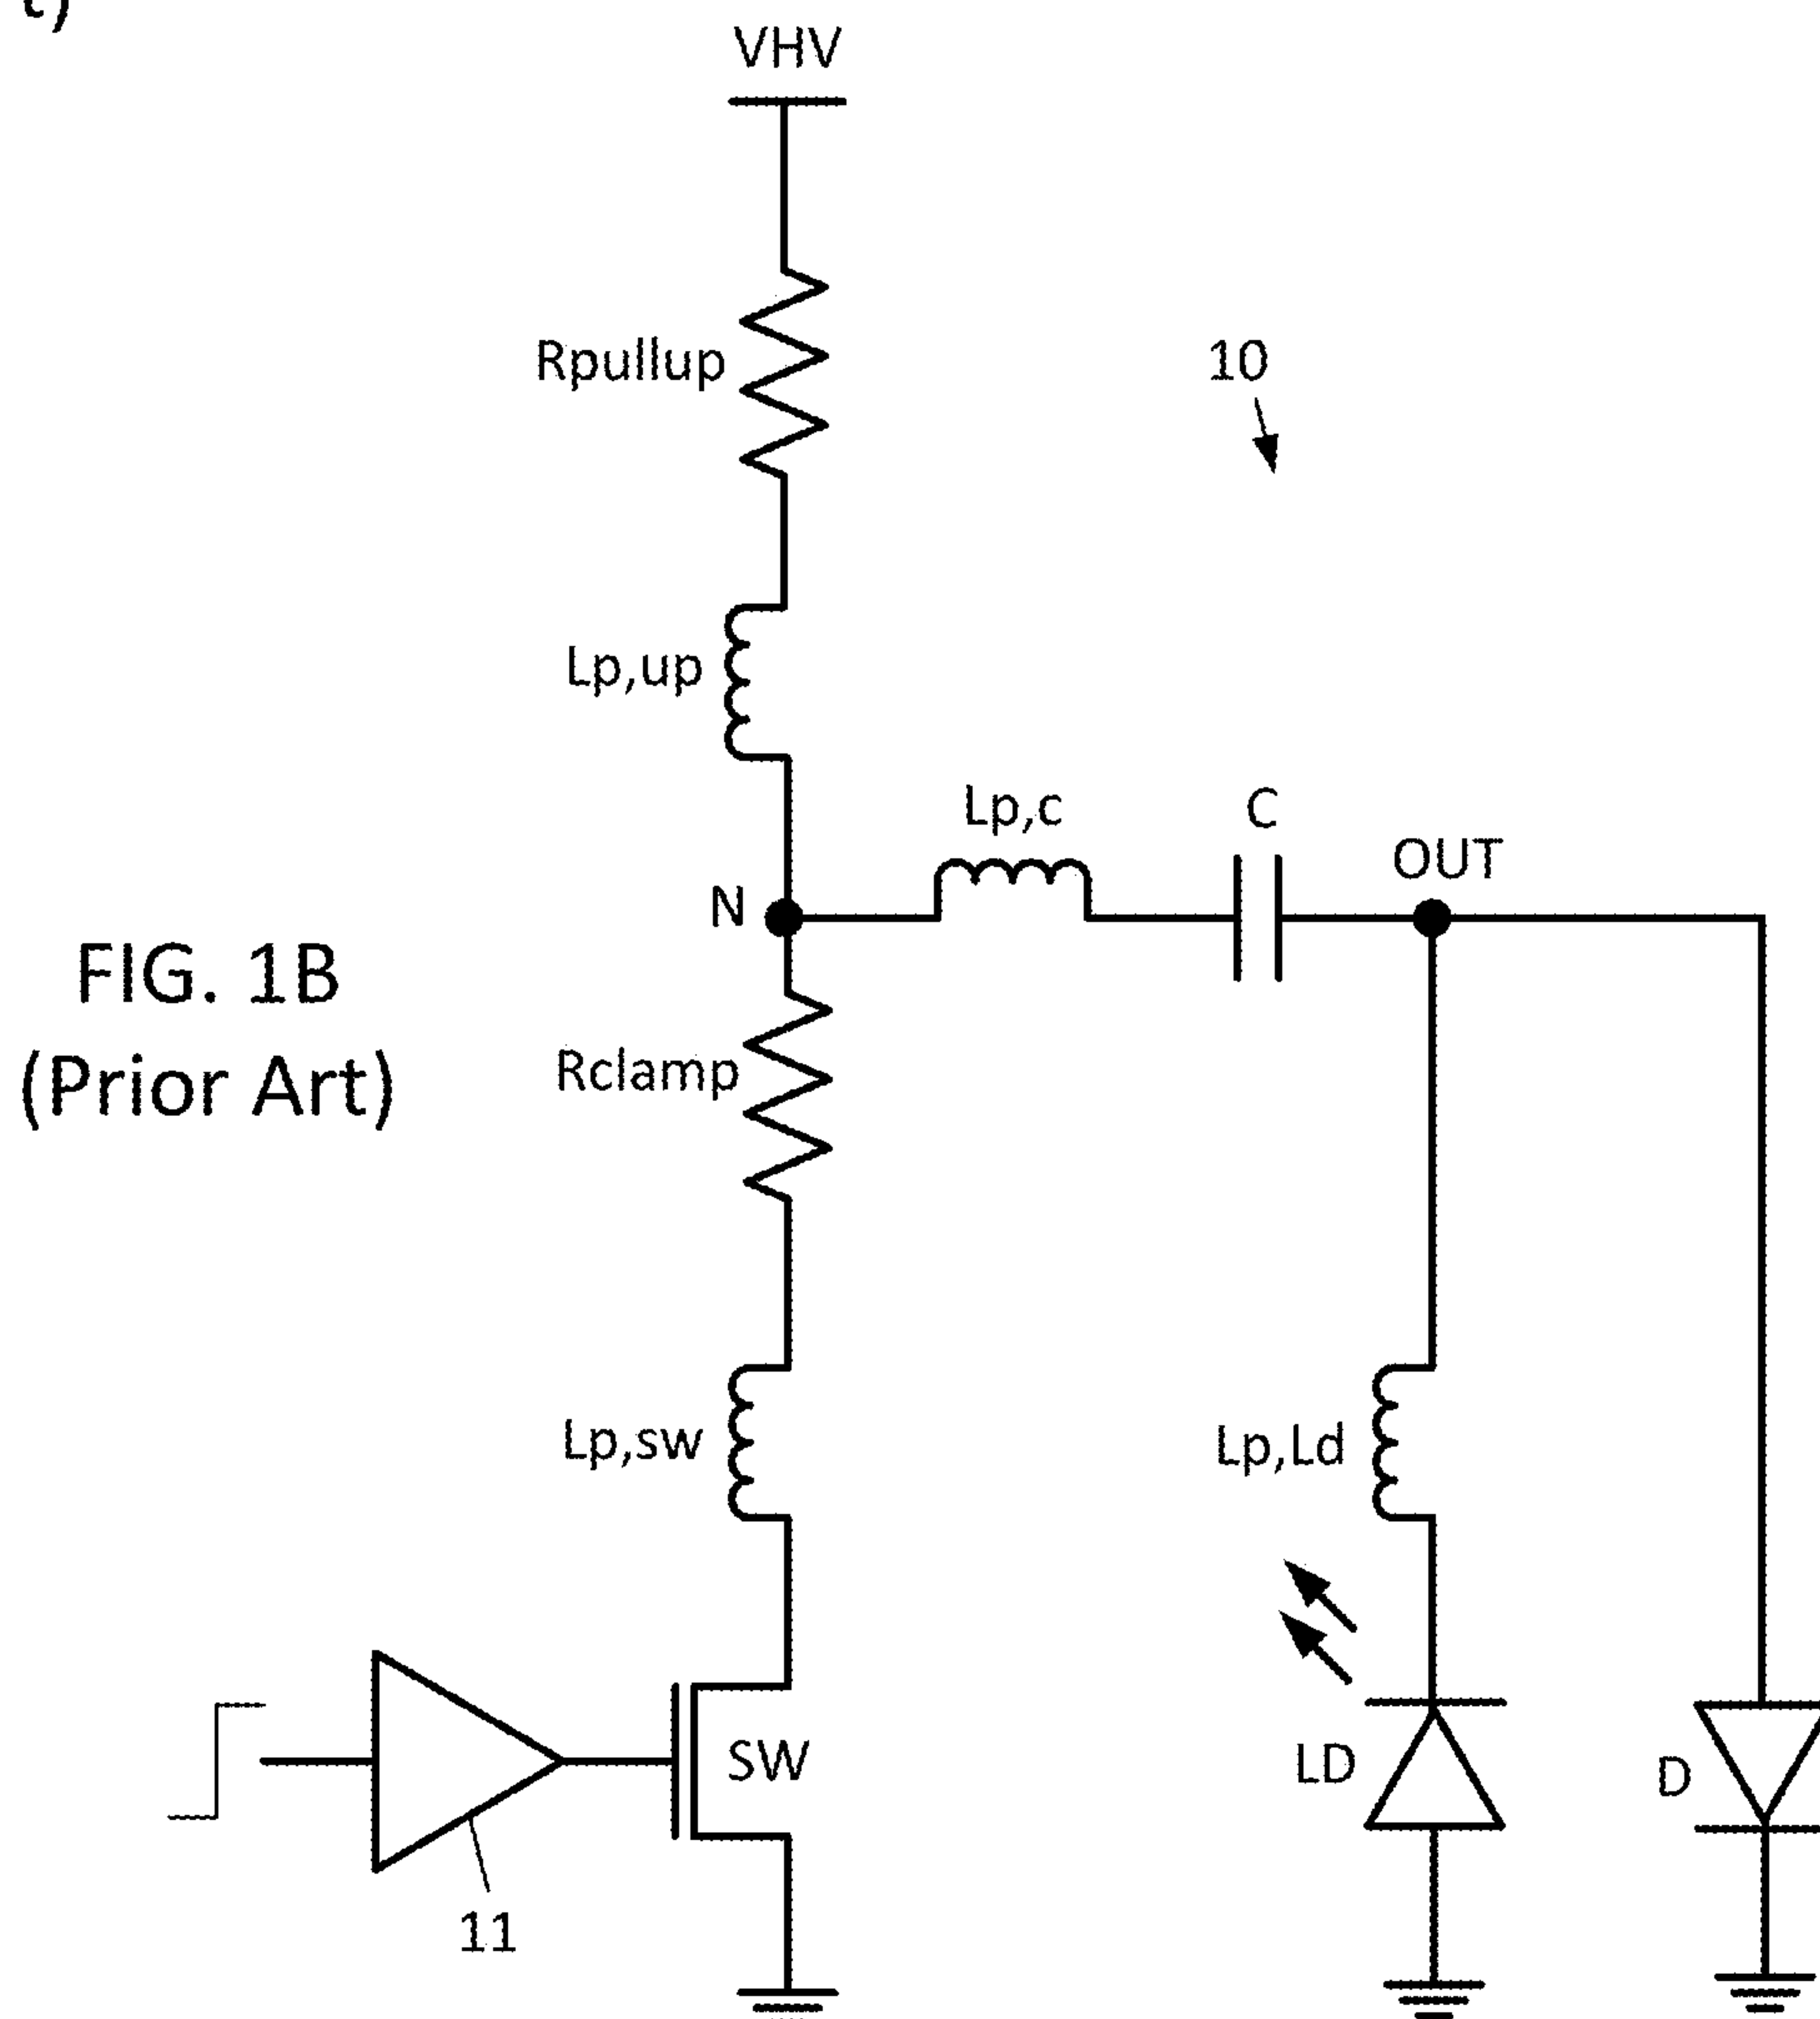 t)
VHV
Rpullup
10
Lp,up
Lp,c
C
OUT
N
FIG. 1B
(Prior Art)
Rclamp
Lp,sw
Lp,Ld
SW
LD
D
11